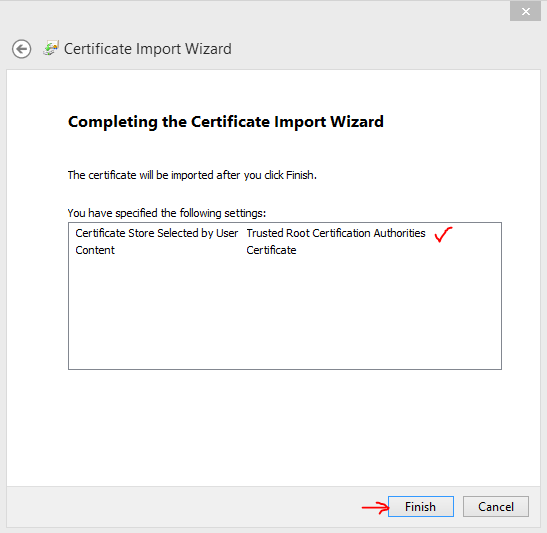 Certificate Import Wizard
Completing the Certificate Import Wizard
The certificate will be imported after you click Finish.
You have specified the following settings:
Certificate Store Selected by User Trusted Root Certification Authorities
Content Certificate
Finish Cancel